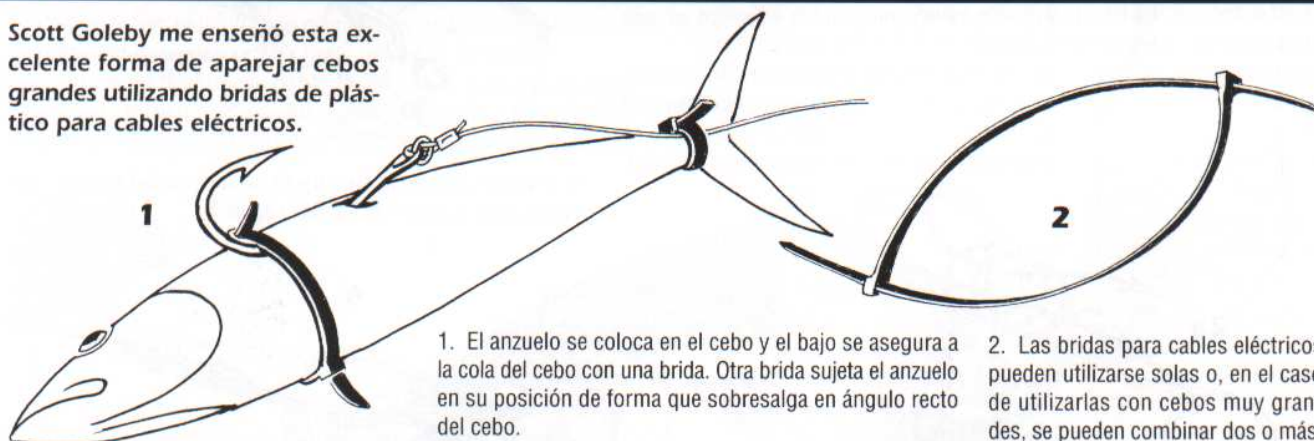 Scott Goleby me enseñó esta ex-
celente forma de aparejar cebos
grandes utilizando bridas de plás-
tico para cables eléctricos.
1
2
1. El anzuelo se coloca en el cebo y el bajo se asegura a
la cola del cebo con una brida. Otra brida sujeta el anzuelo
en su posición de forma que sobresalga en ángulo recto
del cebo.
2. Las bridas para cables eléctricos
pueden utilizarse solas o, en el caso
de utilizarlas con cebos muy gran-
des, se pueden combinar dos o más